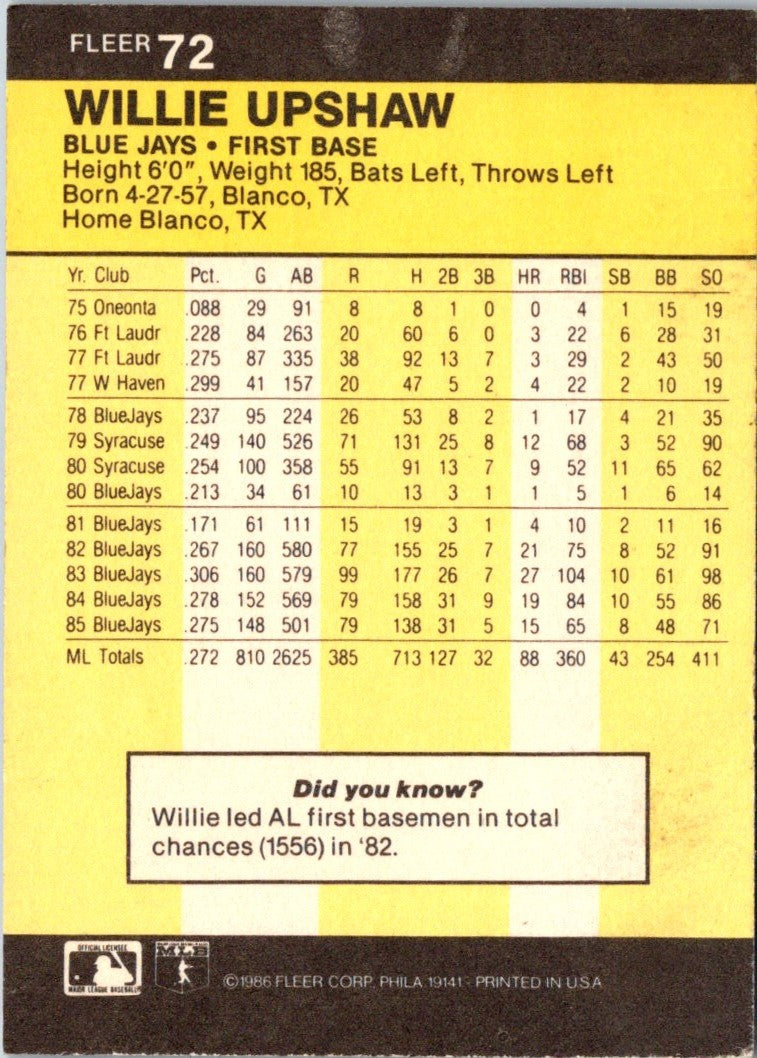 FLEER 72
WILLIE UPSHAW
BLUE JAYS • FIRST BASE
Height 6'0", Weight 185, Bats Left, Throws Left
Born 4-27-57, Blanco, TX
Home Blanco, TX
Yr. Club Pct. G AB R H 2B 3B HR RBI SB BB SO
75 Oneonta .088 29 91 8 8 1 0 0 4 1 15 19
76 Ft Laudr .228 84 263 20 60 6 0 3 22 6 28 31
77 Ft Laudr .275 87 335 38 92 13 7 3 29 2 43 50
77 W Haven .299 41 157 20 47 5 2 4 22 2 10 19
78 BlueJays .237 95 224 26 53 8 2 1 17 4 21 35
79 Syracuse .249 140 526 71 131 25 8 12 68 3 52 90
80 Syracuse .254 100 358 55 91 13 7 9 52 11 65 62
80 BlueJays .213 34 61 10 13 3 1 1 5 1 6 14
81 BlueJays .171 61 111 15 19 3 1 4 10 2 11 16
82 BlueJays .267 160 580 77 155 25 7 21 75 8 52 91
83 BlueJays .306 160 579 99 177 26 7 27 104 10 61 98
84 BlueJays .278 152 569 79 158 31 9 19 84 10 55 86
85 BlueJays .275 148 501 79 138 31 5 15 65 8 48 71
ML Totals .272 810 2625 385 713 127 32 88 360 43 254 411
Did you know?
Willie led AL first basemen in total
chances (1556) in '82.
OFFICIAL LICENSEE
MAJOR LEAGUE BASEBALL
MLB
©1986 FLEER CORP. PHILA. 19141 - PRINTED IN U.S.A.